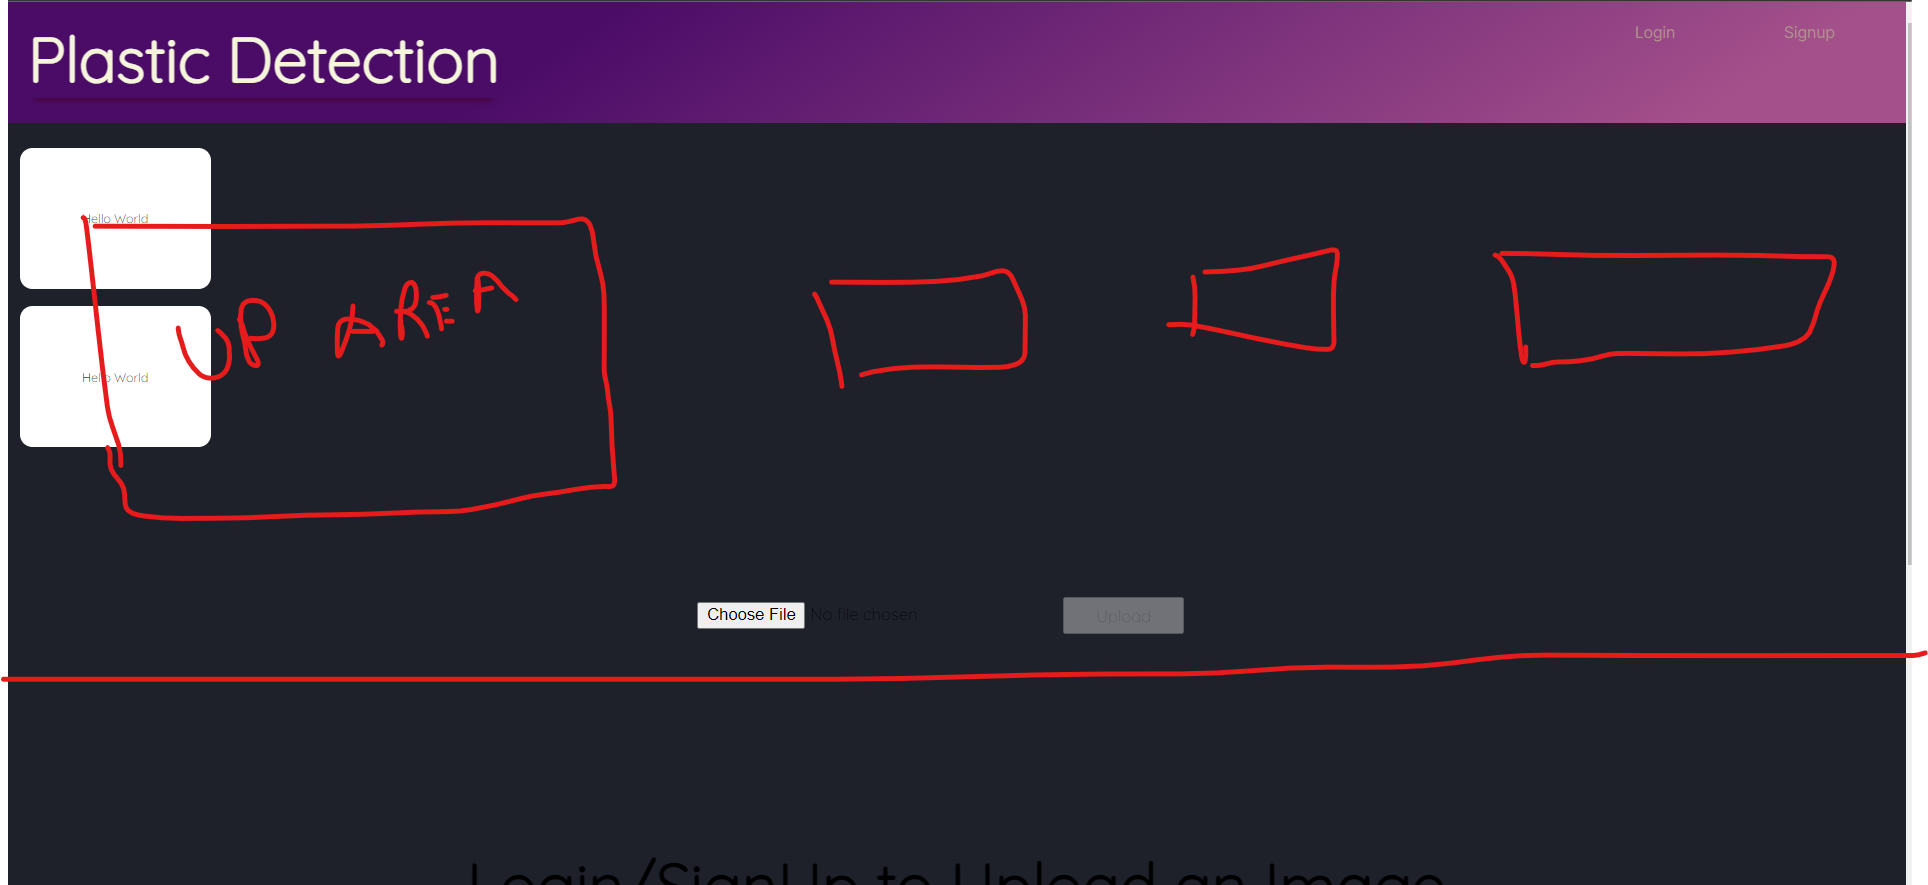 Plastic Detection
Login Signup
Hello World
UP AREA
Hello World
Choose File No file chosen
Upload
Login/SignUp to Upload an Image